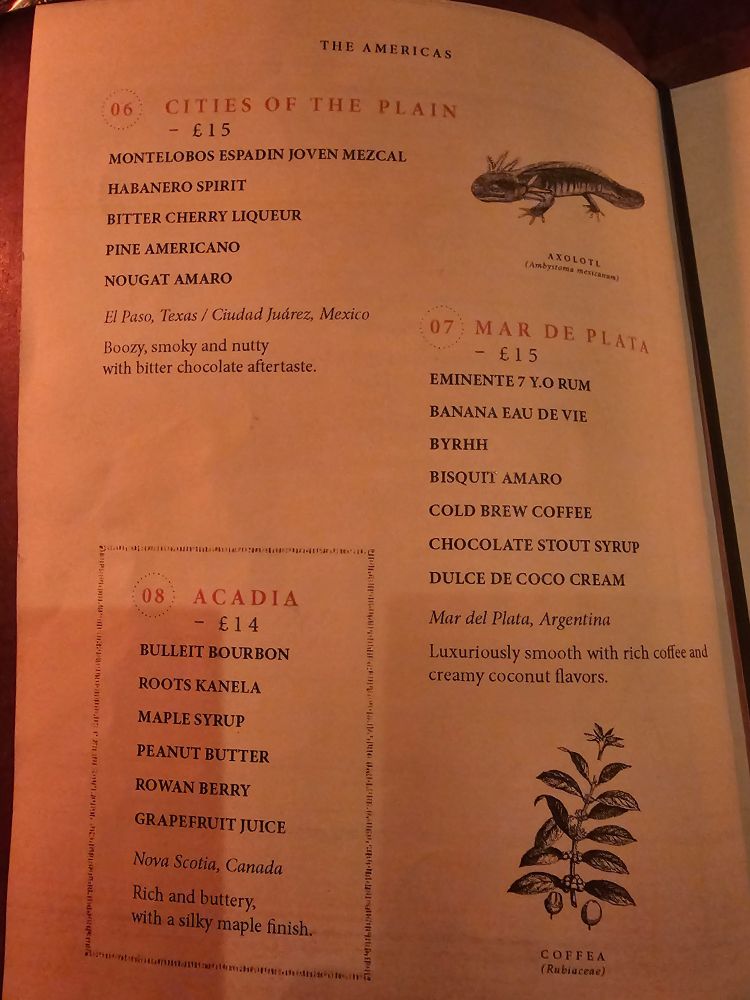 THE AMERICAS
06 CITIES OF THE PLAIN
– £15
MONTELOBOS ESPADIN JOVEN MEZCAL
HABANERO SPIRIT
BITTER CHERRY LIQUEUR
PINE AMERICANO
NOUGAT AMARO
El Paso, Texas / Ciudad Juárez, Mexico
Boozy, smoky and nutty
with bitter chocolate aftertaste.
AXOLOTL
(Ambystoma mexicanum)
07 MAR DE PLATA
– £15
EMINENTE 7 Y.O RUM
BANANA EAU DE VIE
BYRHH
BISQUIT AMARO
COLD BREW COFFEE
CHOCOLATE STOUT SYRUP
DULCE DE COCO CREAM
Mar del Plata, Argentina
Luxuriously smooth with rich coffee and
creamy coconut flavors.
08 ACADIA
– £14
BULLEIT BOURBON
ROOTS KANELA
MAPLE SYRUP
PEANUT BUTTER
ROWAN BERRY
GRAPEFRUIT JUICE
Nova Scotia, Canada
Rich and buttery,
with a silky maple finish.
COFFEA
(Rubiaceae)